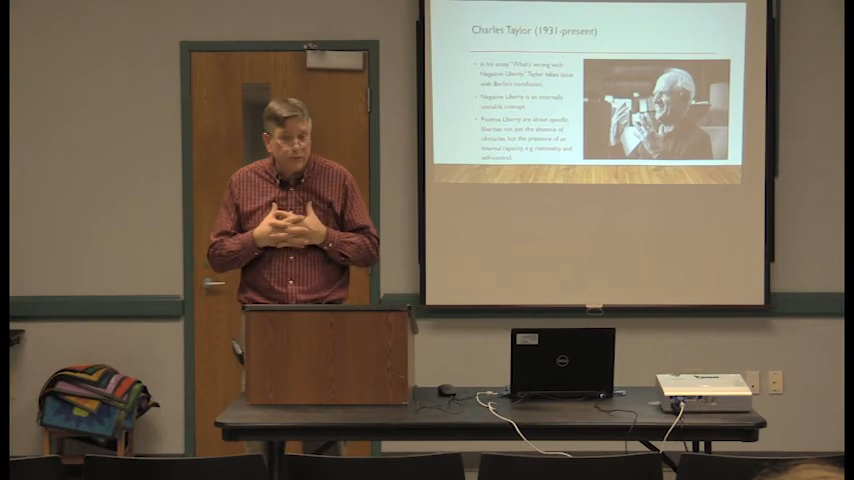 Charles Taylor (1931-present)
• in his essay "What's wrong with
Negative Liberty" Taylor takes issue
with Berlin's conclusion.
• Negative Liberty is an internally
unstable concept.
• Positive Liberty are about specific
liberties not just the absence of
obstacles, but the presence of an
internal capacity e.g rationality and
self-control.
DELL